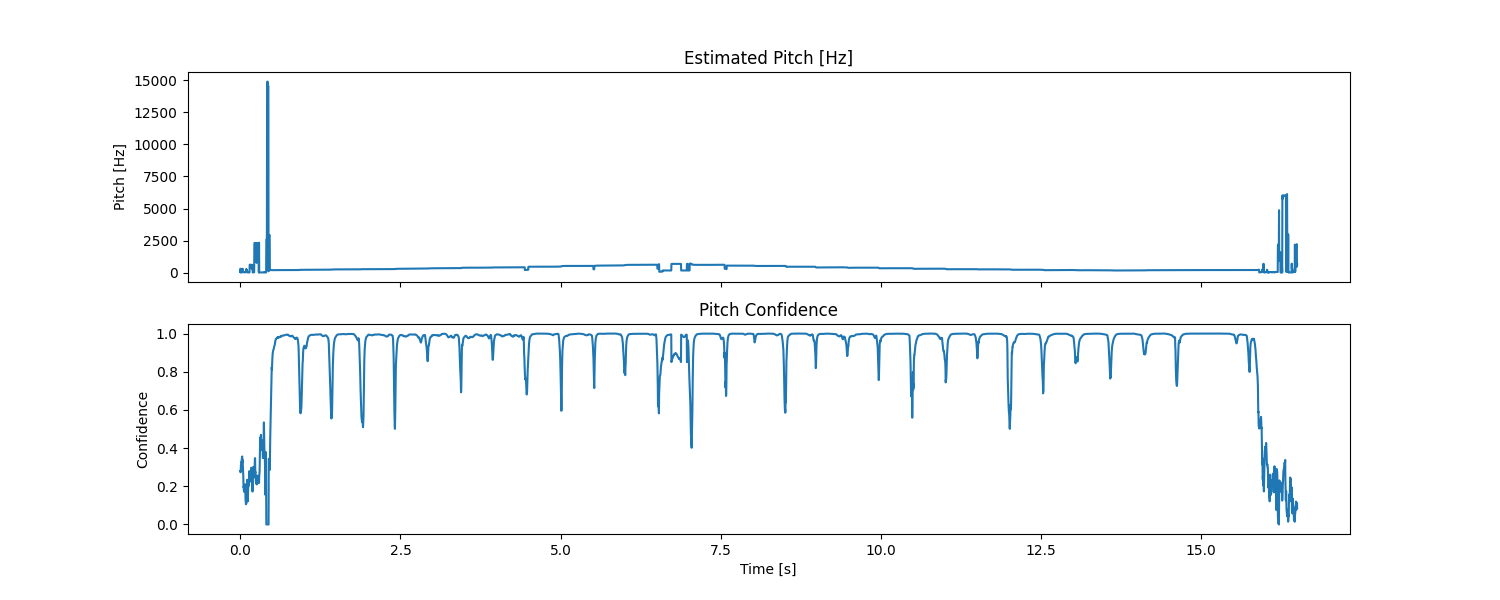 Estimated Pitch [Hz]
15000
12500
10000
7500
5000
2500
0
Pitch [Hz]
Pitch Confidence
1.0
0.8
0.6
0.4
0.2
0.0
Confidence
0.0 2.5 5.0 7.5 10.0 12.5 15.0
Time [s]